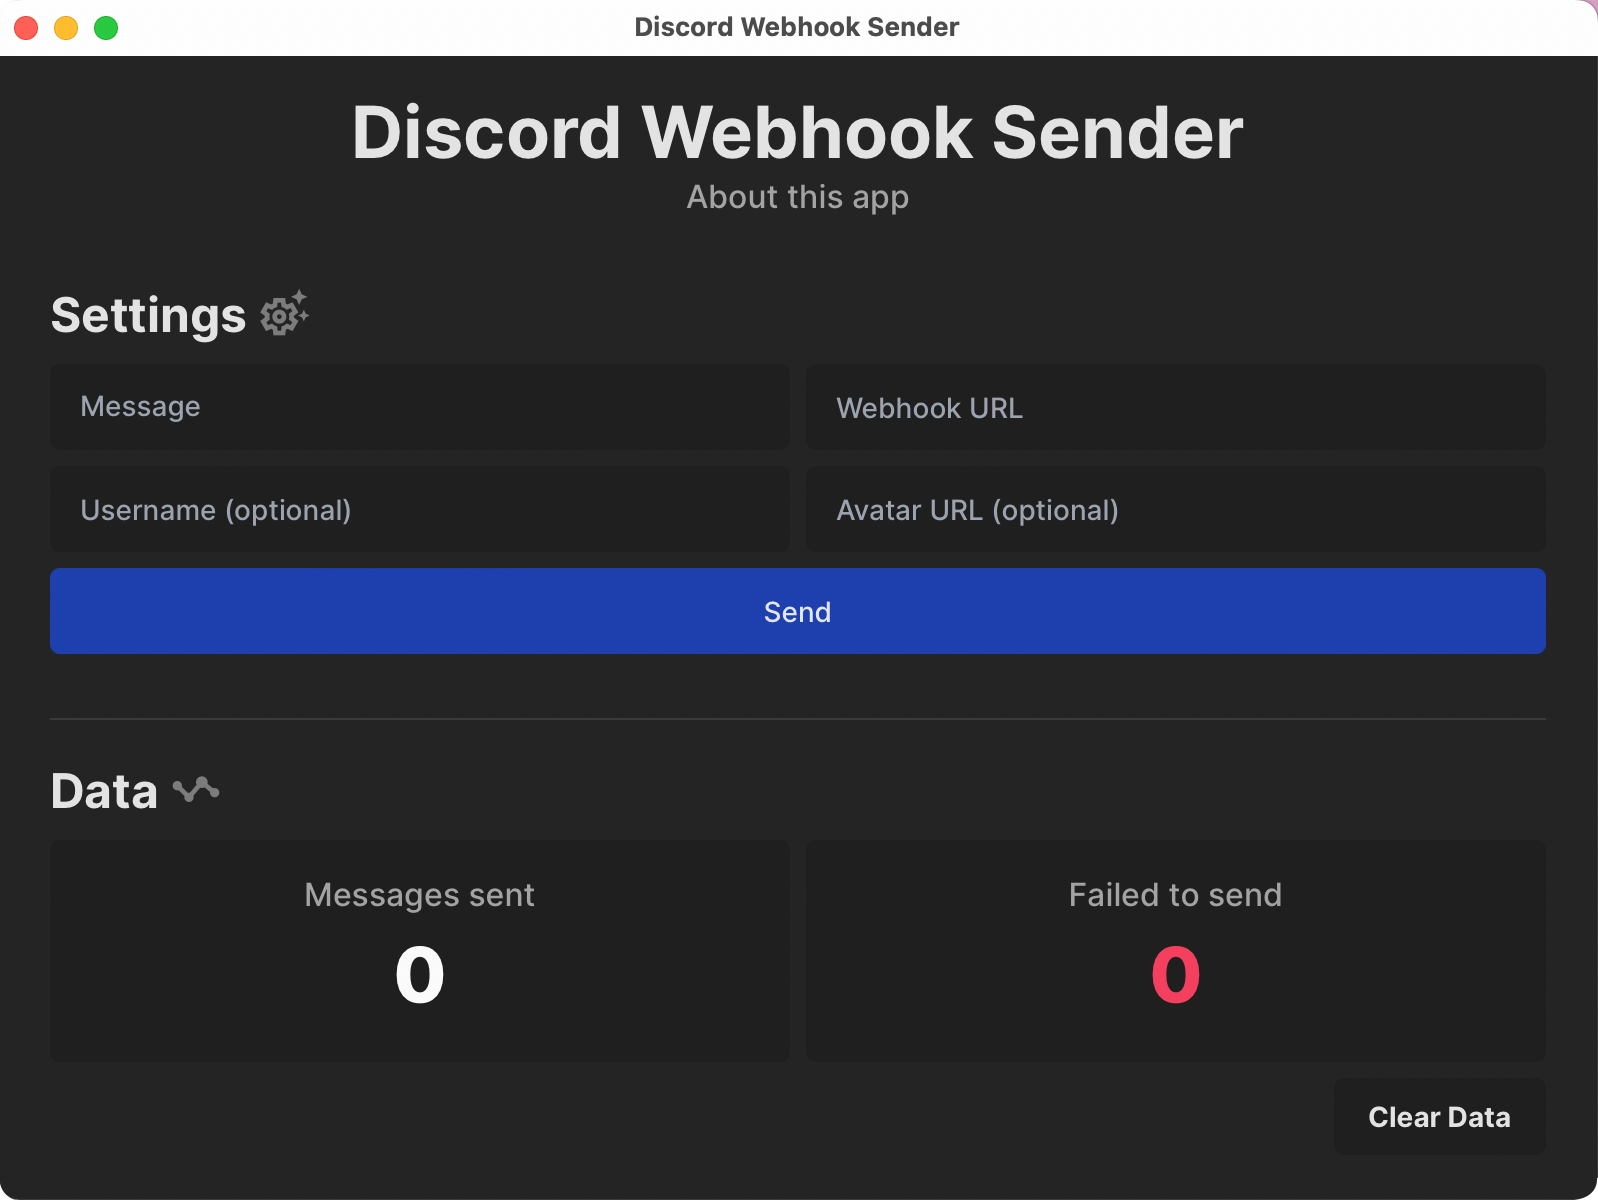 Discord Webhook Sender
Discord Webhook Sender
About this app
Settings
Message
Webhook URL
Username (optional)
Avatar URL (optional)
Send
Data
Messages sent
Failed to send
0
0
Clear Data